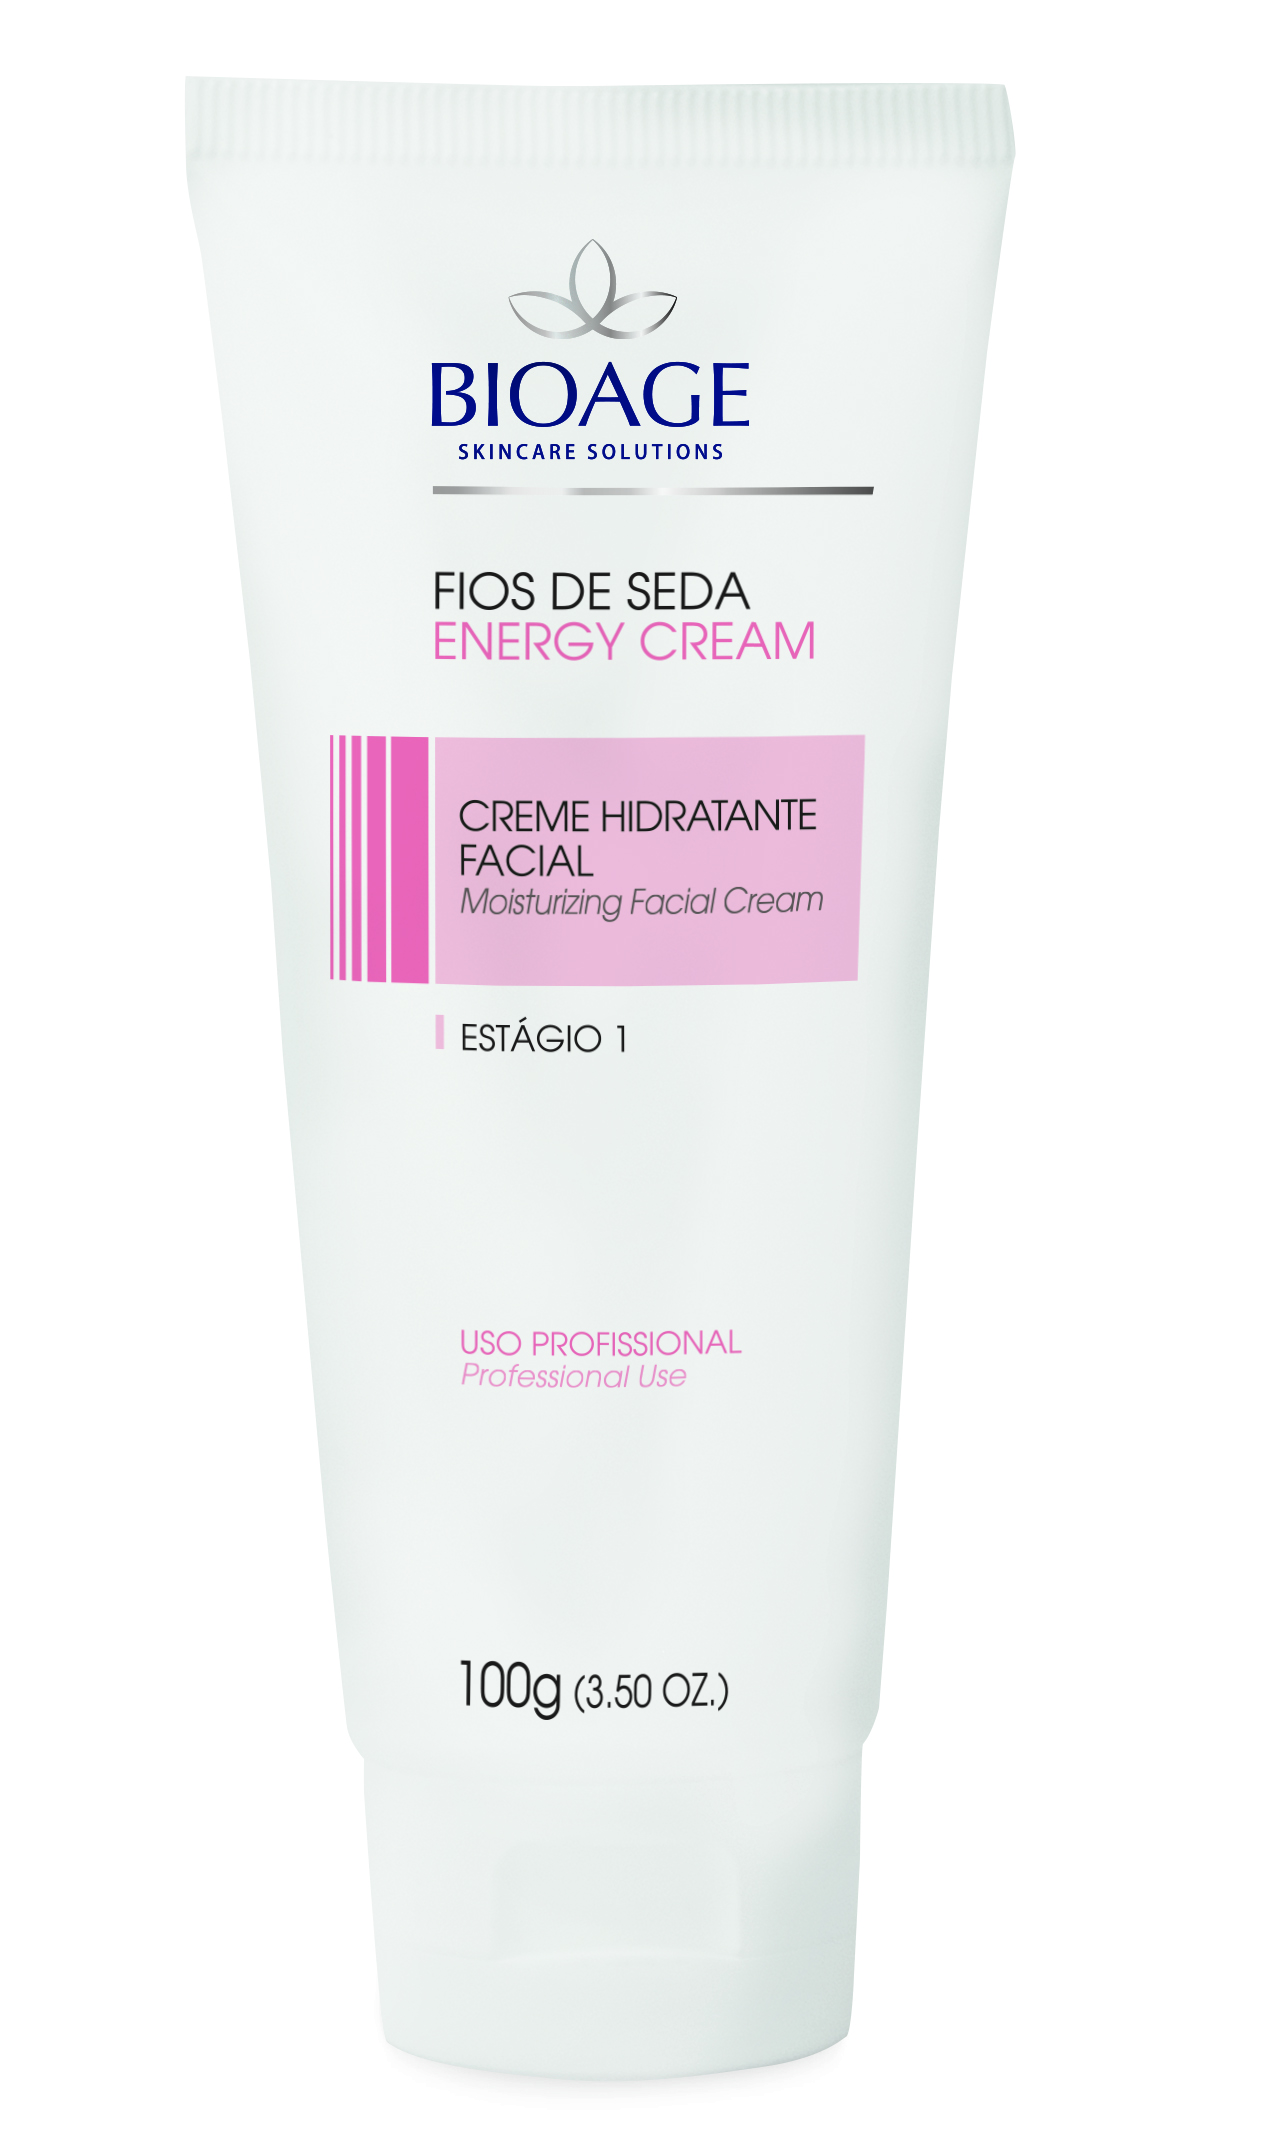 BIOAGE
SKINCARE SOLUTIONS
FIOS DE SEDA
ENERGY CREAM
CREME HIDRATANTE
FACIAL
Moisturizing Facial Cream
ESTÁGIO 1
USO PROFISSIONAL
Professional Use
100g (3.50 OZ.)